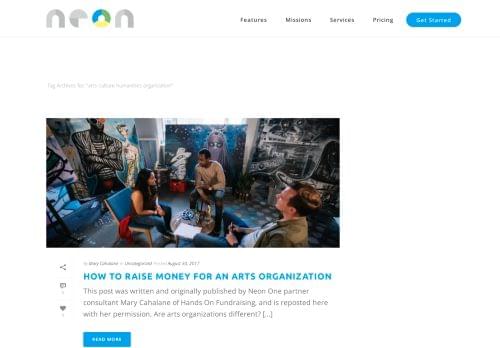 neon
Features Missions Services Pricing Get Started
Tag Archives for: "arts culture humanities organization"
By Mary Cahalane In Uncategorized Posted August 30, 2017
HOW TO RAISE MONEY FOR AN ARTS ORGANIZATION
This post was written and originally published by Neon One partner
consultant Mary Cahalane of Hands On Fundraising, and is reposted here
with her permission. Are arts organizations different? [...]
READ MORE